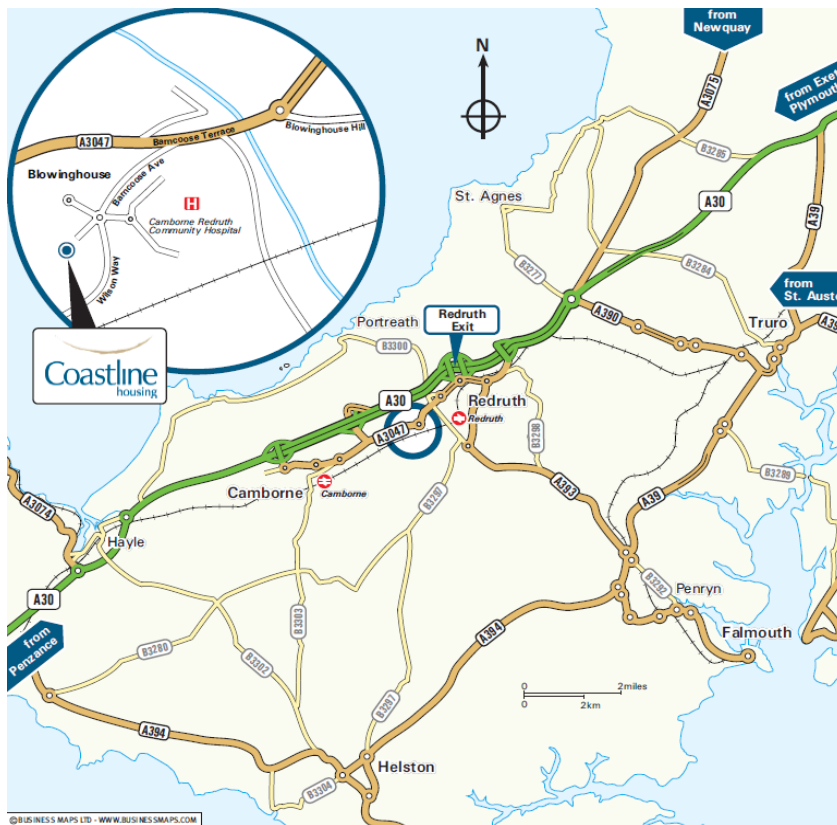 from
Newquay
from Exet
Plymouth
N
A3075
A3047
Barncoose Terrace
Blowinghouse Hill
Blowinghouse
Barncoose Ave
H
Camborne Redruth
Community Hospital
Wilson Way
Coastline
housing
B3285
St. Agnes
A30
A39
B3277
B3284
from
St. Auste
A390
Truro
A39
Portreath
Redruth
Exit
B3300
A30
Redruth
Redruth
A3047
B3298
B3289
Camborne
Camborne
B3297
A393
A39
A3074
Hayle
A30
B3292
Penryn
from
Penzance
B3280
B3303
B3302
A394
Falmouth
0
2miles
0
2km
B3297
A394
Helston
B3304
©BUSINESS MAPS LTD - WWW.BUSINESSMAPS.COM